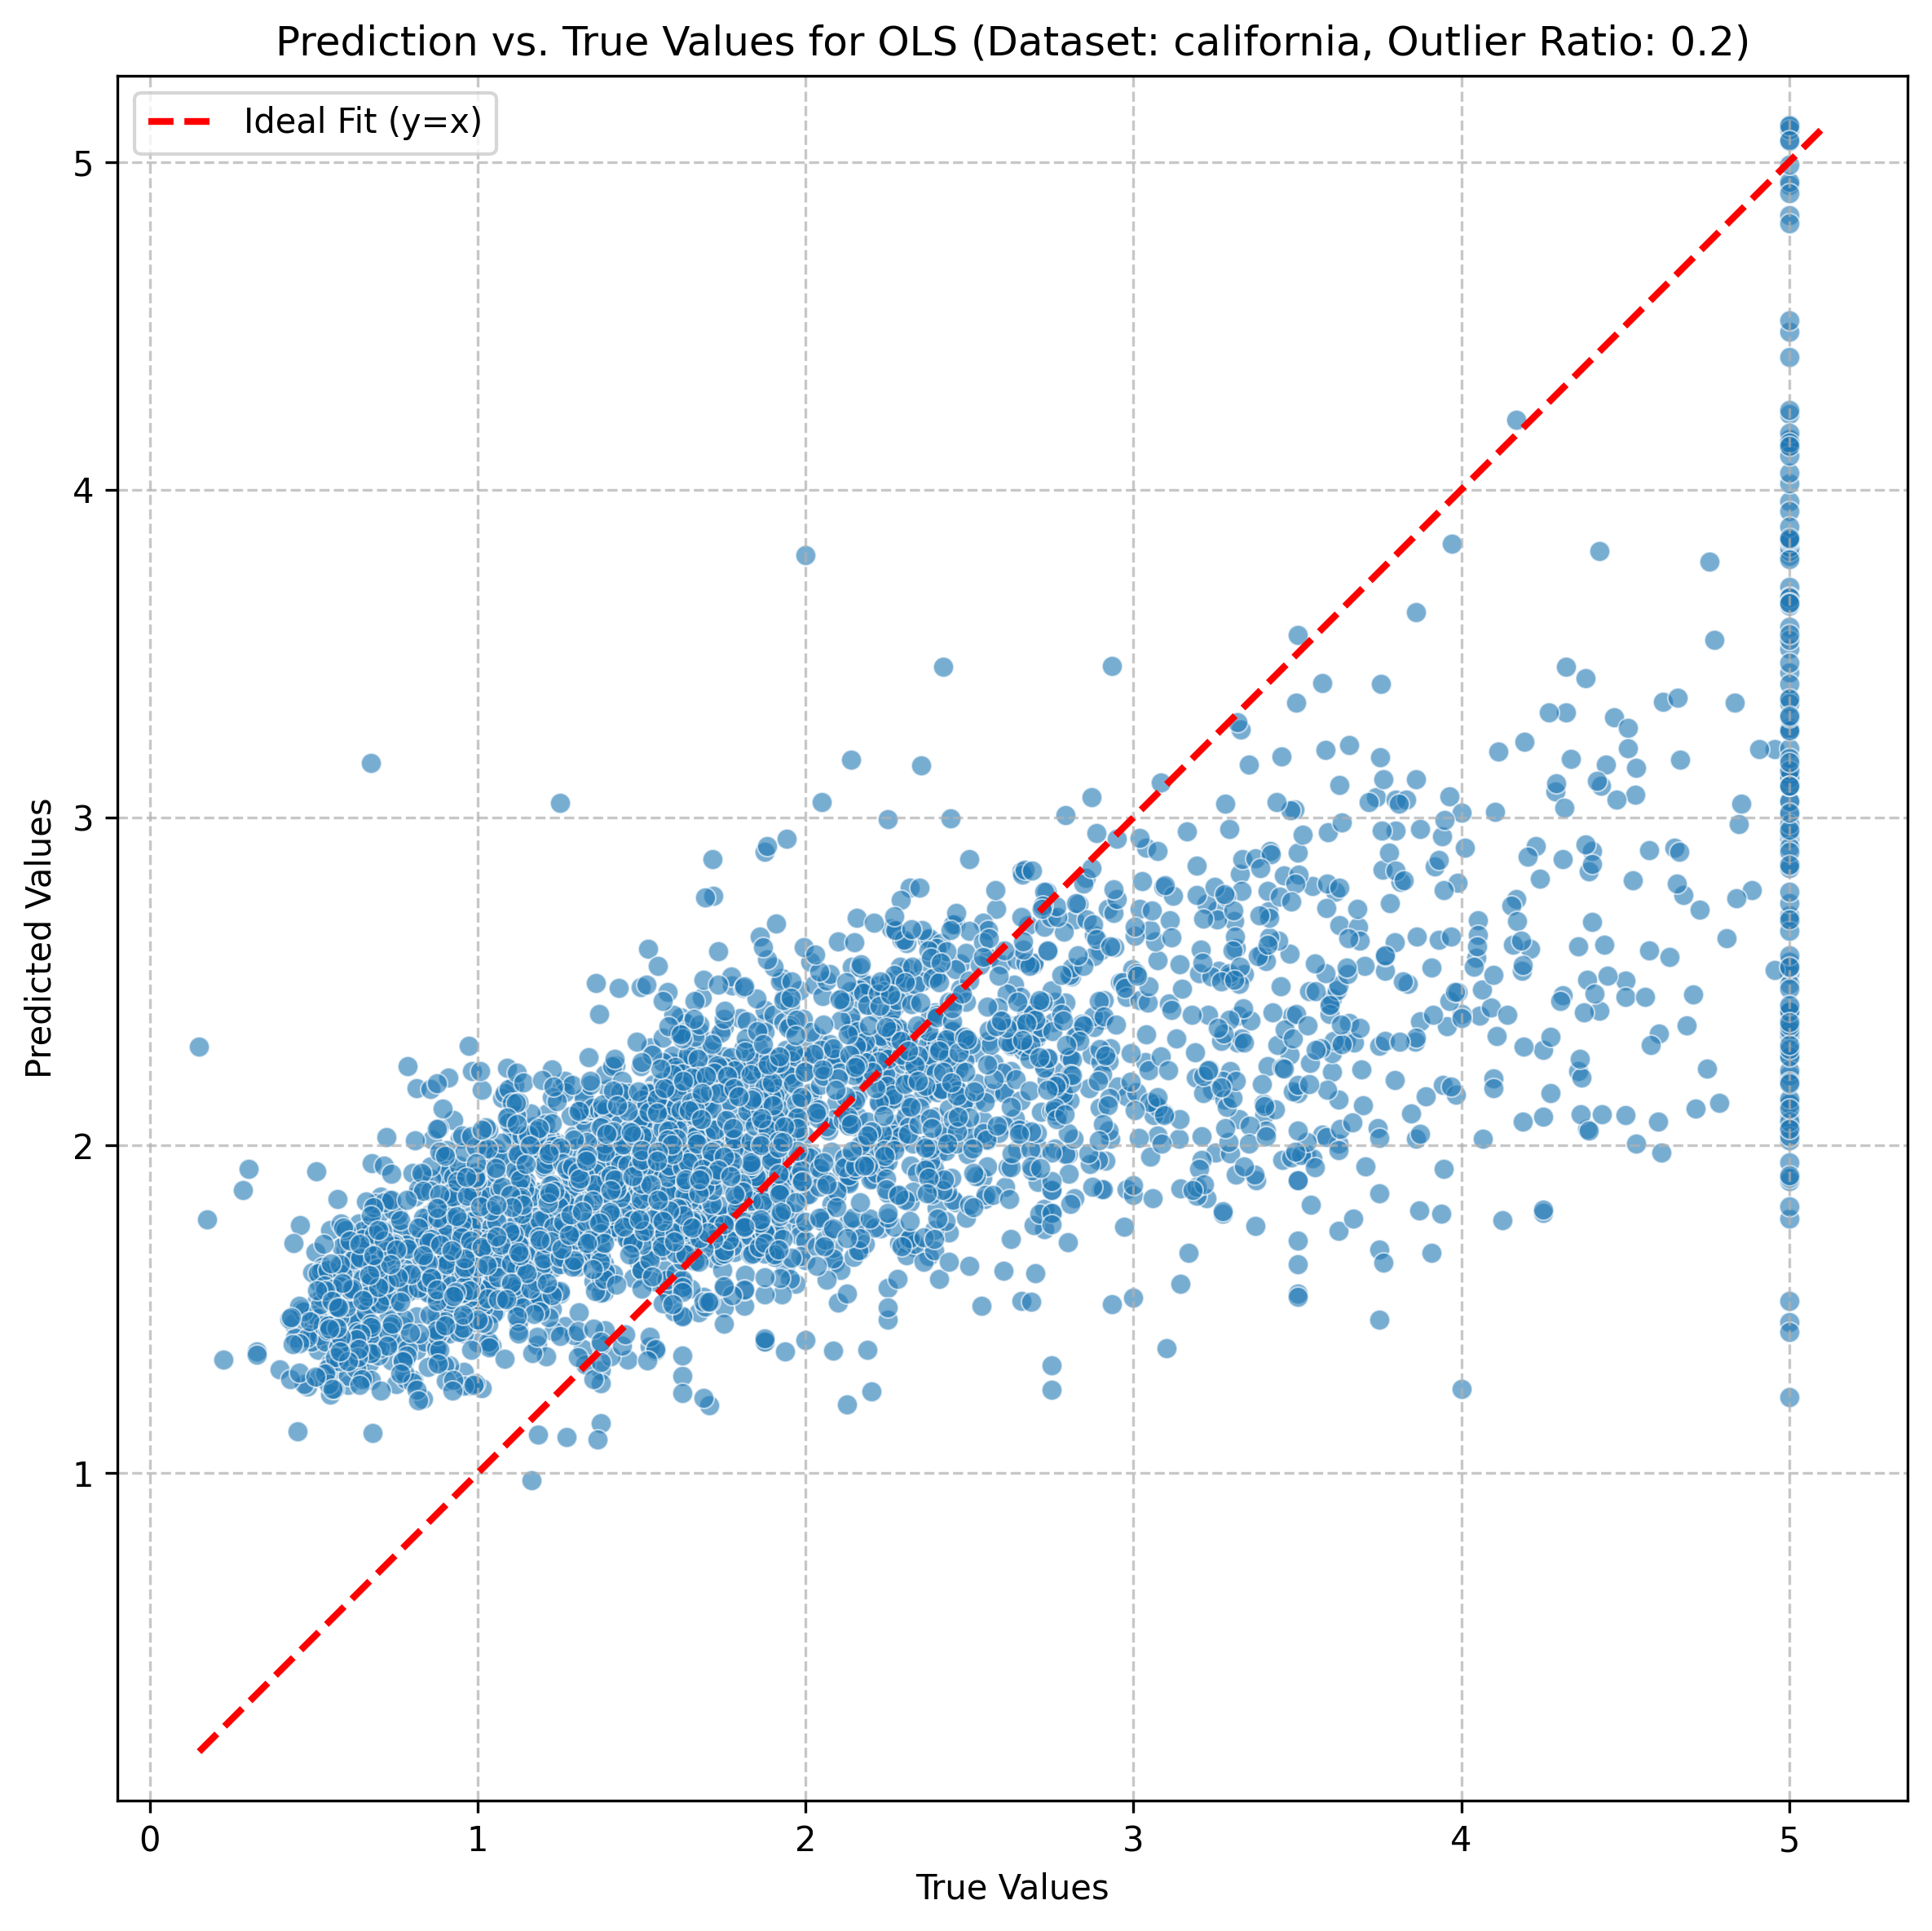 Prediction vs. True Values for OLS (Dataset: california, Outlier Ratio: 0.2)
Ideal Fit (y=x)
5
4
3
2
1
Predicted Values
0 1 2 3 4 5
True Values